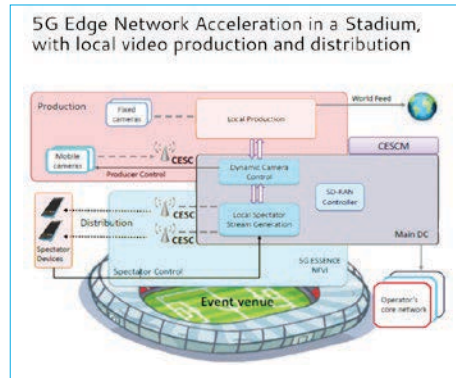 5G Edge Network Acceleration in a Stadium,
with local video production and distribution
Production
Fixed
cameras
Local Production
World Feed
Mobile
cameras
CESC
Producer Control
CESCM
Dynamic Camera
Control
SD-RAN
Controller
Distribution
CESC
Local Spectator
Stream Generation
CESC
Main DC
Spectator
Devices
Spectator Control
5G ESSENCE
NFVI
Event venue
Operator's
core network